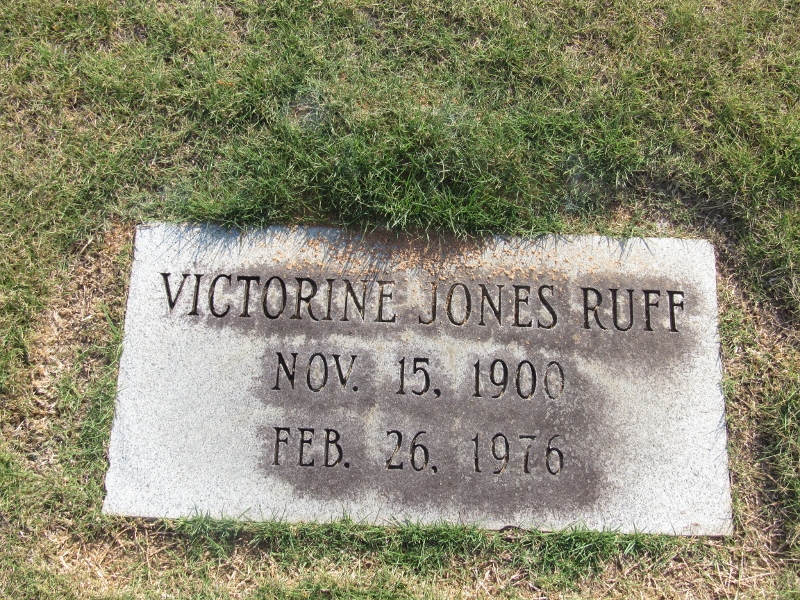 VICTORINE JONES RUFF
NOV. 15, 1900
FEB. 26, 1976